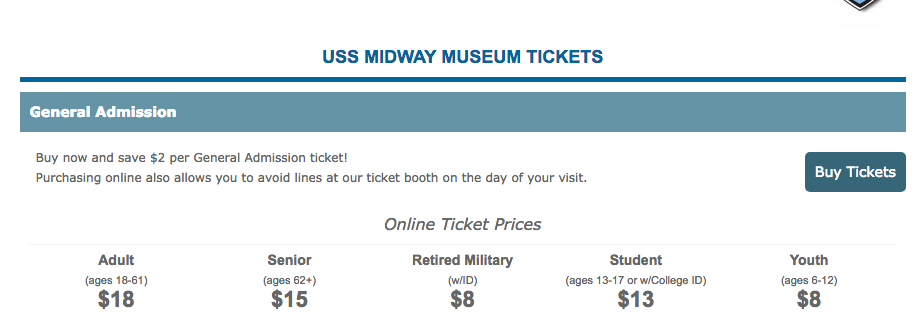 USS MIDWAY MUSEUM TICKETS
General Admission
Buy now and save $2 per General Admission ticket!
Purchasing online also allows you to avoid lines at our ticket booth on the day of your visit.
Buy Tickets
Online Ticket Prices
Adult Senior Retired Military Student Youth
(ages 18-61) (ages 62+) (w/ID) (ages 13-17 or w/College ID) (ages 6-12)
$18 $15 $8 $13 $8